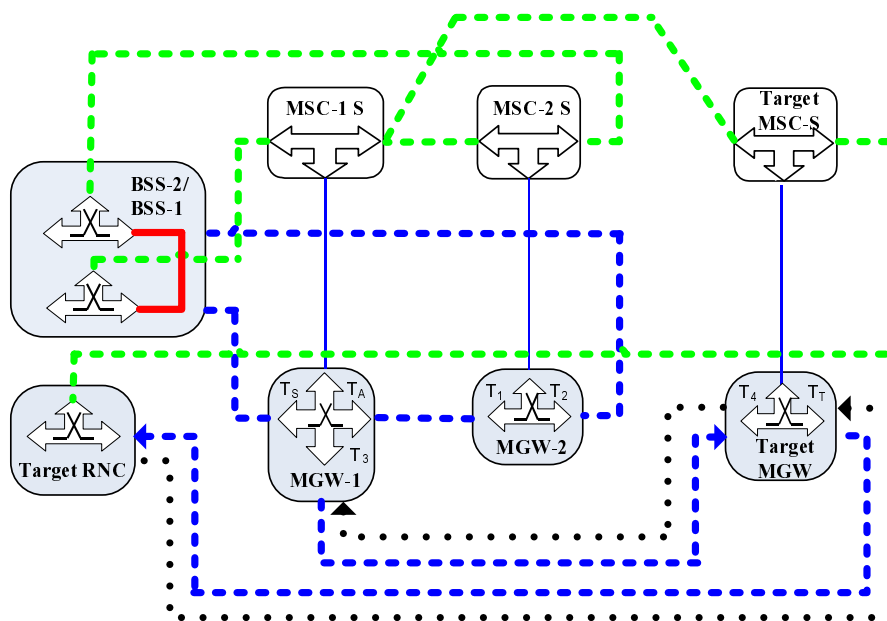 MSC-1 S
MSC-2 S
Target
MSC-S
BSS-2/
BSS-1
TS
TA
T3
MGW-1
T1
T2
MGW-2
T4
TT
Target
MGW
Target RNC